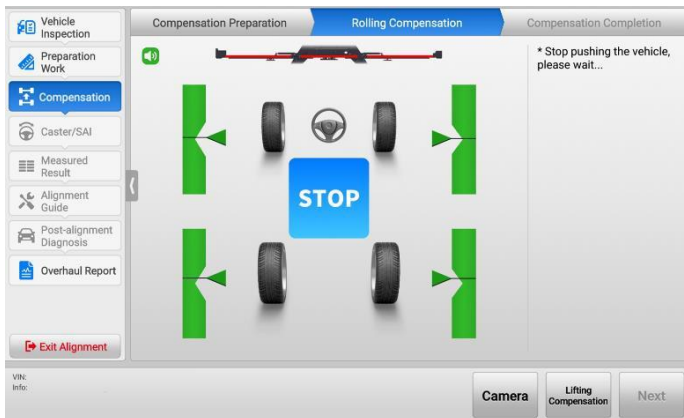 Vehicle
Inspection
Preparation
Work
Compensation
Caster/SAI
Measured
Result
Alignment
Guide
Post-alignment
Diagnosis
Overhaul Report
Exit Alignment
Compensation Preparation
Rolling Compensation
Compensation Completion
STOP
* Stop pushing the vehicle,
please wait...
VIN:
Info:
Camera
Lifting
Compensation
Next